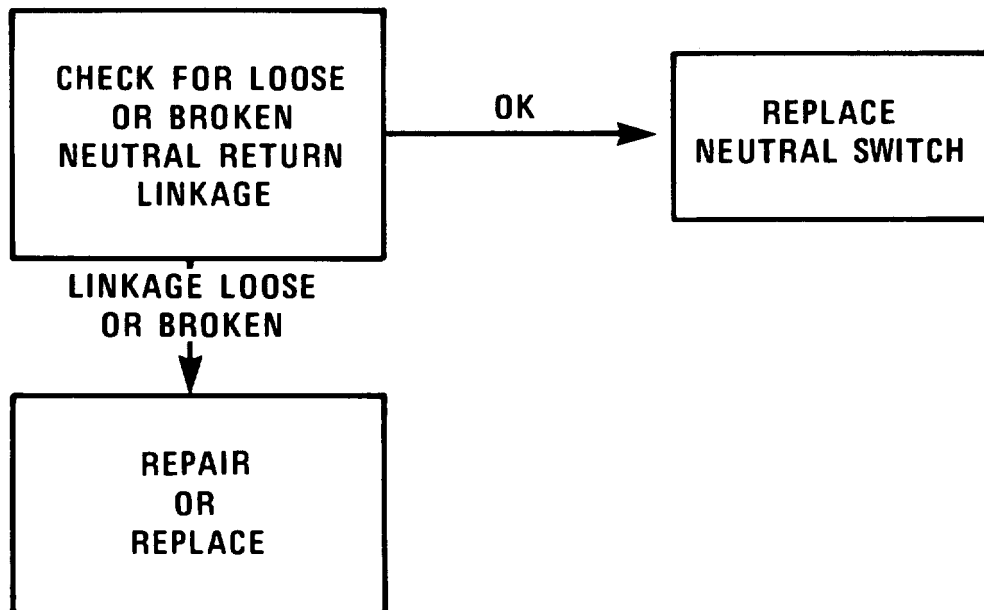 CHECK FOR LOOSE
OR BROKEN
NEUTRAL RETURN
LINKAGE
OK
REPLACE
NEUTRAL SWITCH
LINKAGE LOOSE
OR BROKEN
REPAIR
OR
REPLACE